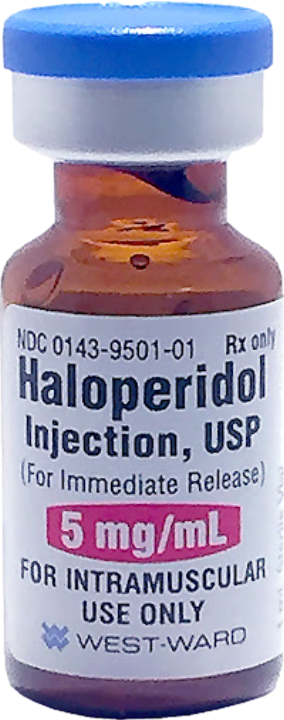 NDC 0143-9501-01 Rx only
Haloperidol
Injection, USP
(For Immediate Release)
5 mg/mL
FOR INTRAMUSCULAR
USE ONLY
WEST-WARD